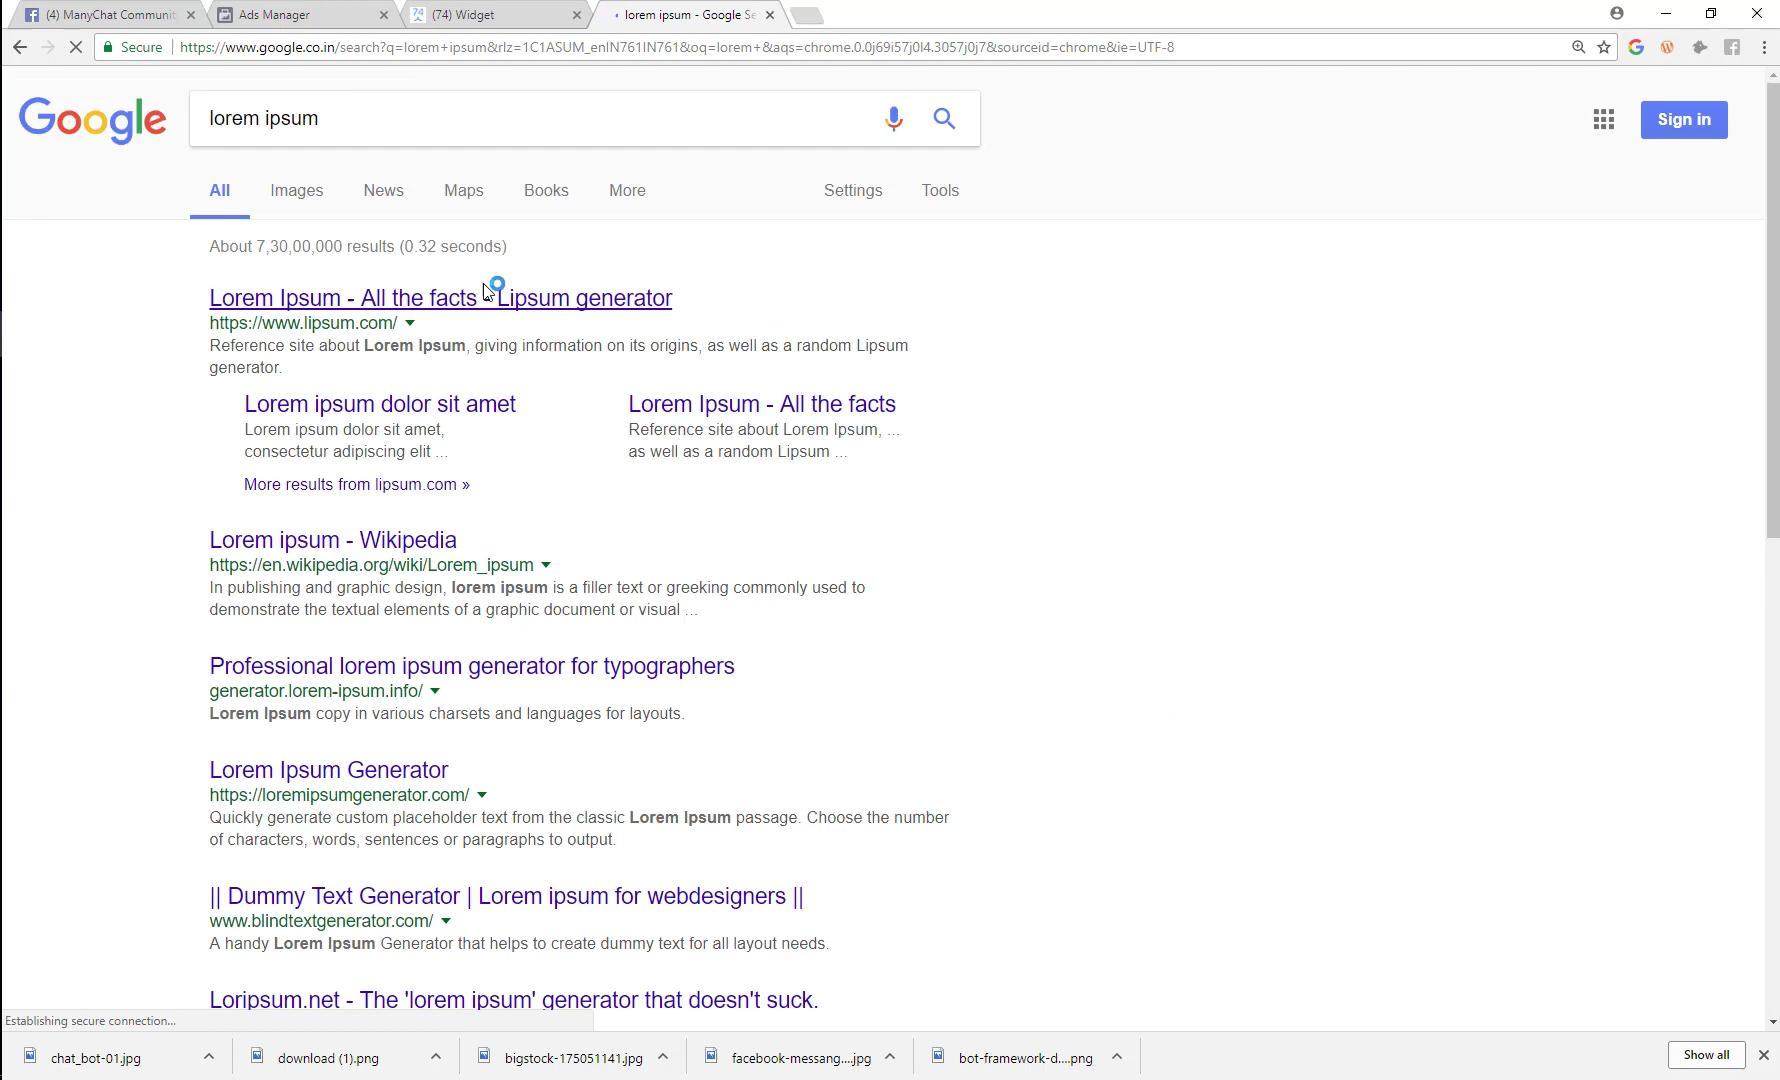 (4) ManyChat Communit
Ads Manager
74 (74) Widget
lorem ipsum - Google Se
Secure https://www.google.co.in/search?q=lorem+ipsum&rlz=1C1ASUM_enIN761IN761&oq=lorem+&aqs=chrome.0.0j69i57j0l4.3057j0j7&sourceid=chrome&ie=UTF-8
Google
lorem ipsum
Sign in
All Images News Maps Books More Settings Tools
About 7,30,00,000 results (0.32 seconds)
Lorem Ipsum - All the facts - Lipsum generator
https://www.lipsum.com/
Reference site about Lorem Ipsum, giving information on its origins, as well as a random Lipsum
generator.
Lorem ipsum dolor sit amet
Lorem ipsum dolor sit amet,
consectetur adipiscing elit ...
Lorem Ipsum - All the facts
Reference site about Lorem Ipsum, ...
as well as a random Lipsum ...
More results from lipsum.com »
Lorem ipsum - Wikipedia
https://en.wikipedia.org/wiki/Lorem_ipsum
In publishing and graphic design, lorem ipsum is a filler text or greeking commonly used to
demonstrate the textual elements of a graphic document or visual ...
Professional lorem ipsum generator for typographers
generator.lorem-ipsum.info/
Lorem Ipsum copy in various charsets and languages for layouts.
Lorem Ipsum Generator
https://loremipsumgenerator.com/
Quickly generate custom placeholder text from the classic Lorem Ipsum passage. Choose the number
of characters, words, sentences or paragraphs to output.
|| Dummy Text Generator | Lorem ipsum for webdesigners ||
www.blindtextgenerator.com/
A handy Lorem Ipsum Generator that helps to create dummy text for all layout needs.
Loripsum.net - The 'lorem ipsum' generator that doesn't suck.
Establishing secure connection...
chat_bot-01.jpg
download (1).png
bigstock-175051141.jpg
facebook-messang....jpg
bot-framework-d....png
Show all